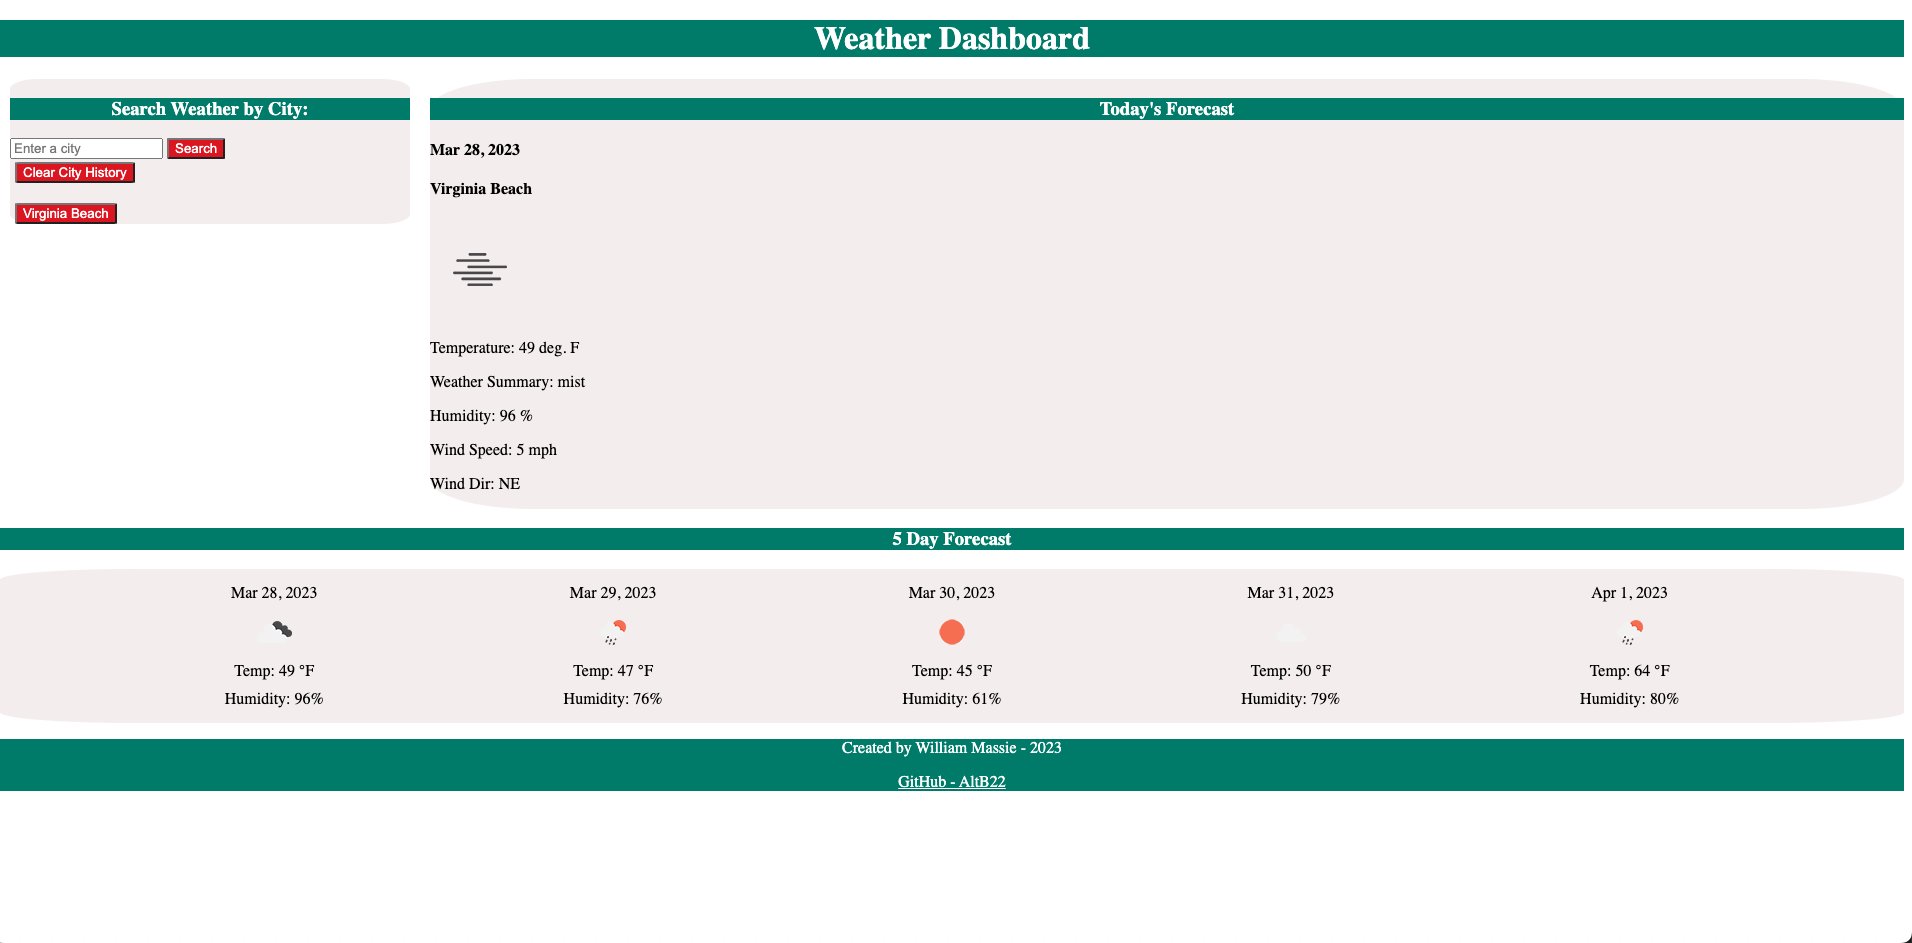 Weather Dashboard
Search Weather by City:
Enter a city Search
Clear City History
Virginia Beach
Today's Forecast
Mar 28, 2023
Virginia Beach
Temperature: 49 deg. F
Weather Summary: mist
Humidity: 96 %
Wind Speed: 5 mph
Wind Dir: NE
5 Day Forecast
Mar 28, 2023 Mar 29, 2023 Mar 30, 2023 Mar 31, 2023 Apr 1, 2023
Temp: 49 °F Temp: 47 °F Temp: 45 °F Temp: 50 °F Temp: 64 °F
Humidity: 96% Humidity: 76% Humidity: 61% Humidity: 79% Humidity: 80%
Created by William Massie - 2023
GitHub - AltB22